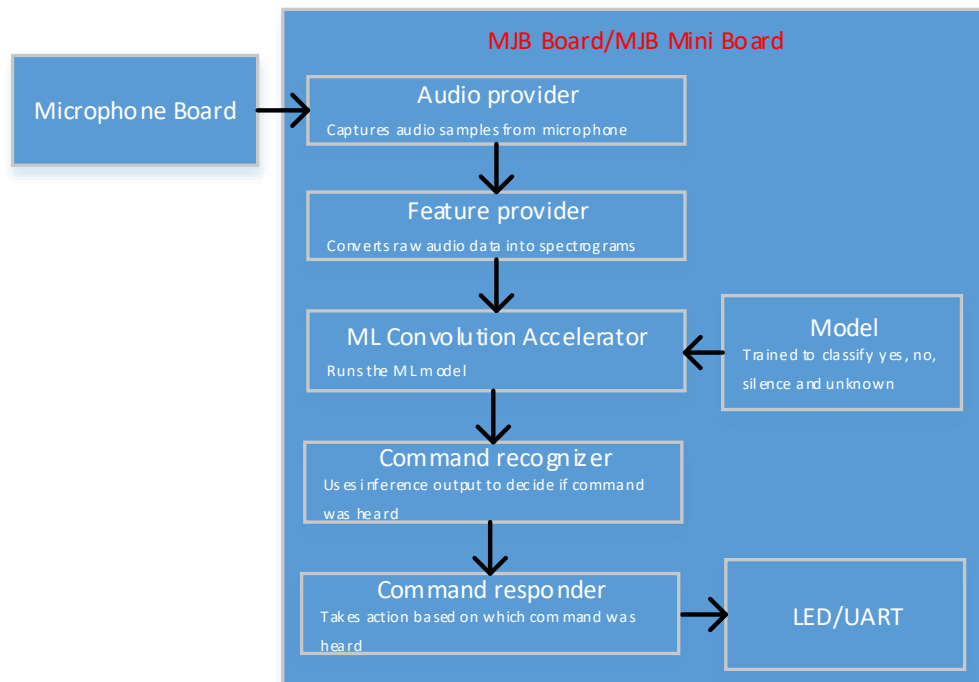 MJB Board/MJB Mini Board
Microphone Board
Audio provider
Captures audio samples from microphone
Feature provider
Converts raw audio data into spectrograms
ML Convolution Accelerator
Runs the ML model
Model
Trained to classify yes, no,
silence and unknown
Command recognizer
Uses inference output to decide if command
was heard
Command responder
Takes action based on which command was
heard
LED/UART